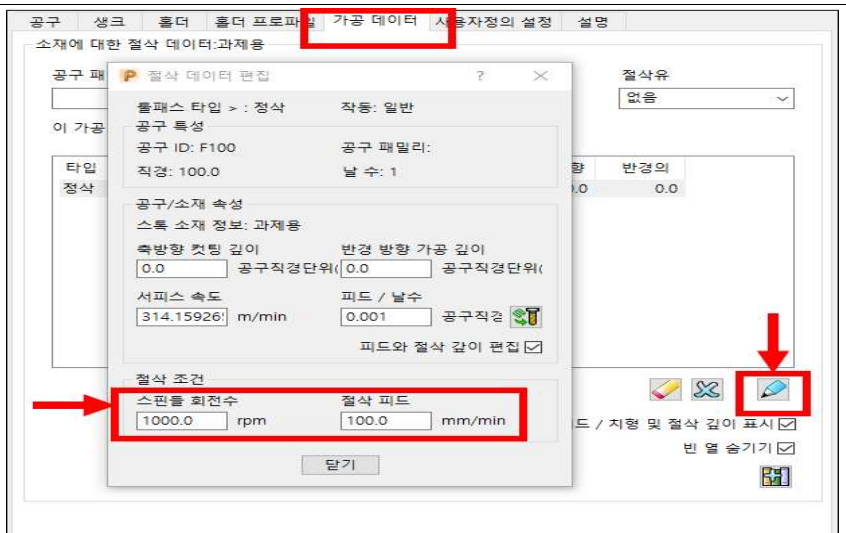 공구 생크 홀더 홀더 프로파일 가공 데이터 사용자정의 설정 설명
소재에 대한 절삭 데이터:과제용
공구 패
절삭유
없음
이 가공
타입
반경의
정삭
0.0
절삭 데이터 편집 ? ×
툴패스 타입 > : 정삭 작동: 일반
공구 특성
공구 ID: F100 공구 패밀리:
직경: 100.0 날 수: 1
공구/소재 속성
스톡 소재 정보: 과제용
축방향 컷팅 깊이 반경 방향 가공 깊이
0.0 공구직경단위( 0.0 공구직경단위(
서피스 속도 피드 / 날수
314.15926 m/min 0.001 공구직경
피드와 절삭 깊이 편집
절삭 조건
스핀들 회전수 절삭 피드
1000.0 rpm 100.0 mm/min
닫기
드 / 치형 및 절삭 깊이 표시
빈 열 숨기기